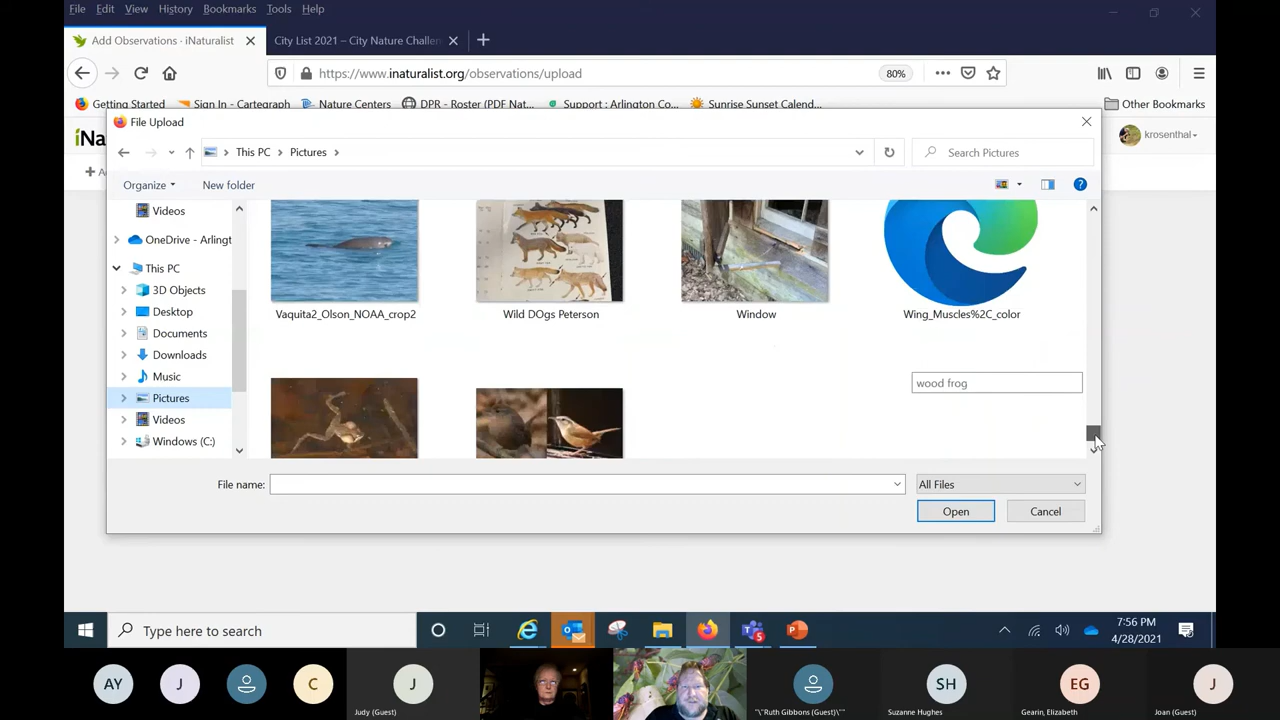 File Edit View History Bookmarks Tools Help
Add Observations · iNaturalist
City List 2021 – City Nature Challen
https://www.inaturalist.org/observations/upload
80%
Getting Started
Sign In - Cartegraph
Nature Centers
DPR - Roster (PDF Nat...
Support : Arlington Co...
Sunrise Sunset Calend...
Other Bookmarks
File Upload
iNa
krosenthal
This PC > Pictures >
Search Pictures
Organize
New folder
Videos
OneDrive - Arlingt
This PC
3D Objects
Desktop
Documents
Downloads
Music
Pictures
Videos
Windows (C:)
Vaquita2_Olson_NOAA_crop2
Wild DOgs Peterson
Window
Wing_Muscles%2C_color
wood frog
File name:
All Files
Open
Cancel
Type here to search
7:56 PM
4/28/2021
AY
J
C
J
SH
EG
J
Judy (Guest)
"\"Ruth Gibbons (Guest)\""
Suzanne Hughes
Gearin, Elizabeth
Joan (Guest)